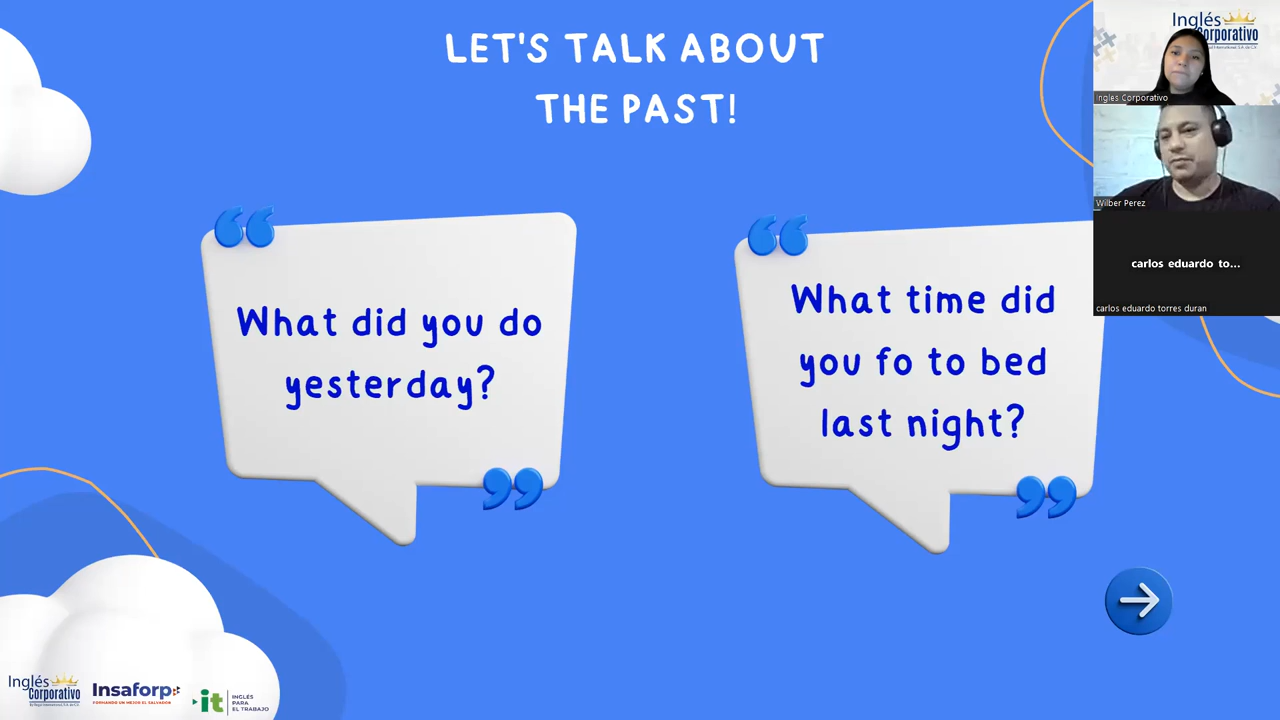 LET'S TALK ABOUT
THE PAST!
What did you do
yesterday?
What time did
you fo to bed
last night?
Inglés
Corporativo
Ingles Corporativo
Wilber Perez
carlos eduardo to...
carlos eduardo torres duran
Inglés
Corporativo
Insaforp
FORMANDO UN MEJOR EL SALVADOR
it
INGLÉS
PARA
EL TRABAJO